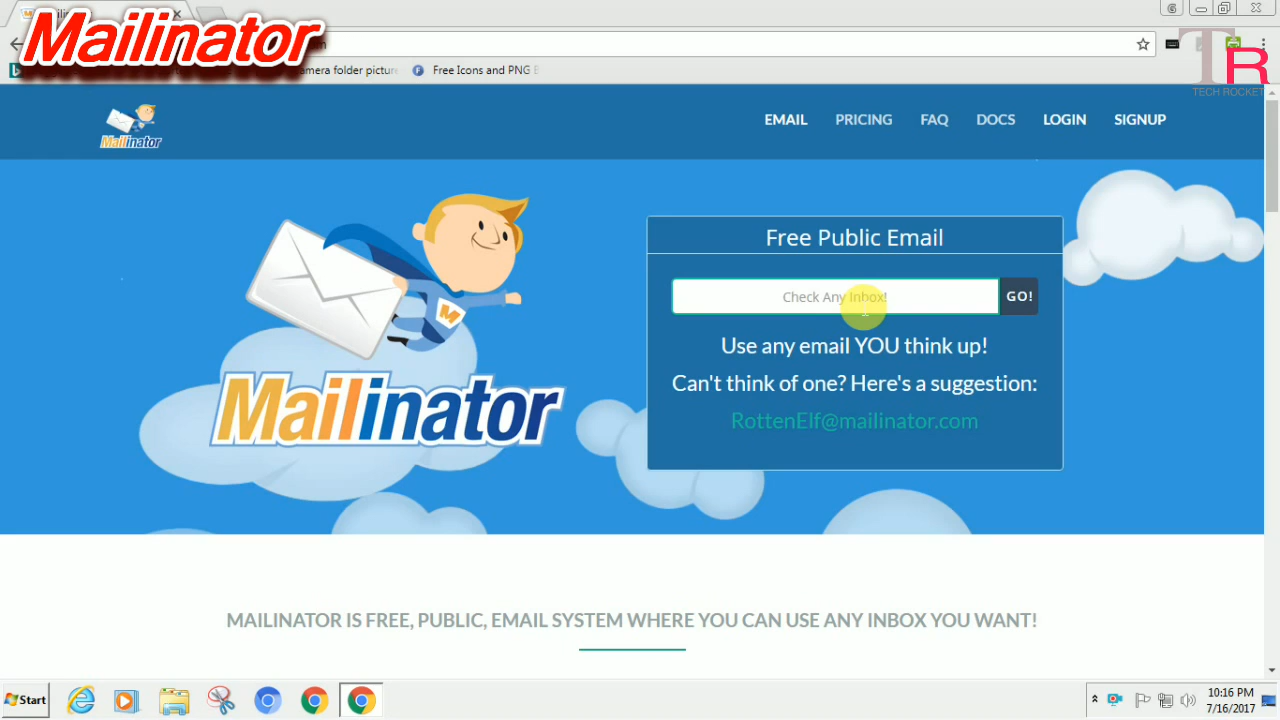 Mailinator
amera folder picture
Free Icons and PNG
TR
TECH ROCKET
Mailinator
EMAIL PRICING FAQ DOCS LOGIN SIGNUP
M
Mailinator
Free Public Email
Check Any Inbox!
GO!
Use any email YOU think up!
Can't think of one? Here's a suggestion:
RottenElf@mailinator.com
MAILINATOR IS FREE, PUBLIC, EMAIL SYSTEM WHERE YOU CAN USE ANY INBOX YOU WANT!
Start
10:16 PM
7/16/2017